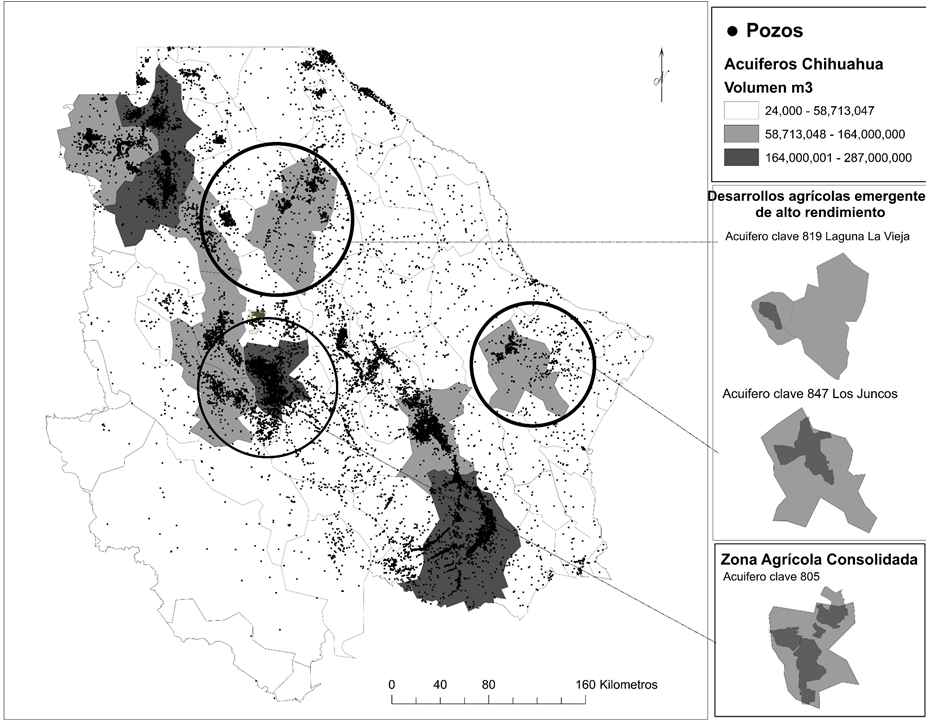 Pozos
Acuiferos Chihuahua
Volumen m3
24,000 - 58,713,047
58,713,048 - 164,000,000
164,000,001 - 287,000,000
Desarrollos agrícolas emergente
de alto rendimiento
Acuifero clave 819 Laguna La Vieja
Acuifero clave 847 Los Juncos
Zona Agrícola Consolidada
Acuifero clave 805
0 40 80 160 Kilometros